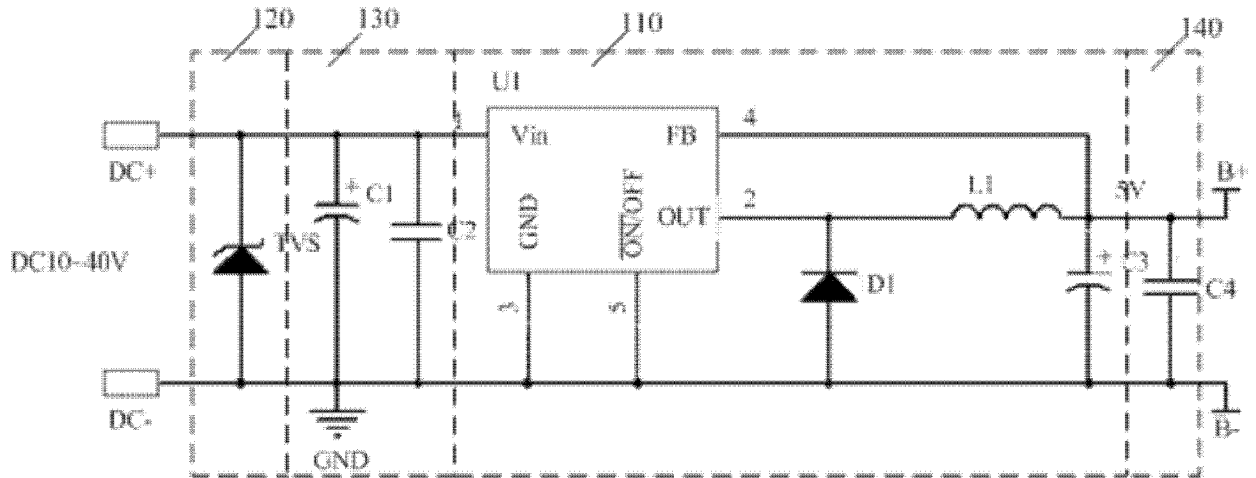 120
130
110
140
U1
1
Vin
FB
4
DC+
+
C1
C2
GND
ON/OFF
OUT
2
L1
5V
B+
TVS
DC10~40V
D1
+
C3
C4
3
5
DC-
GND
B-